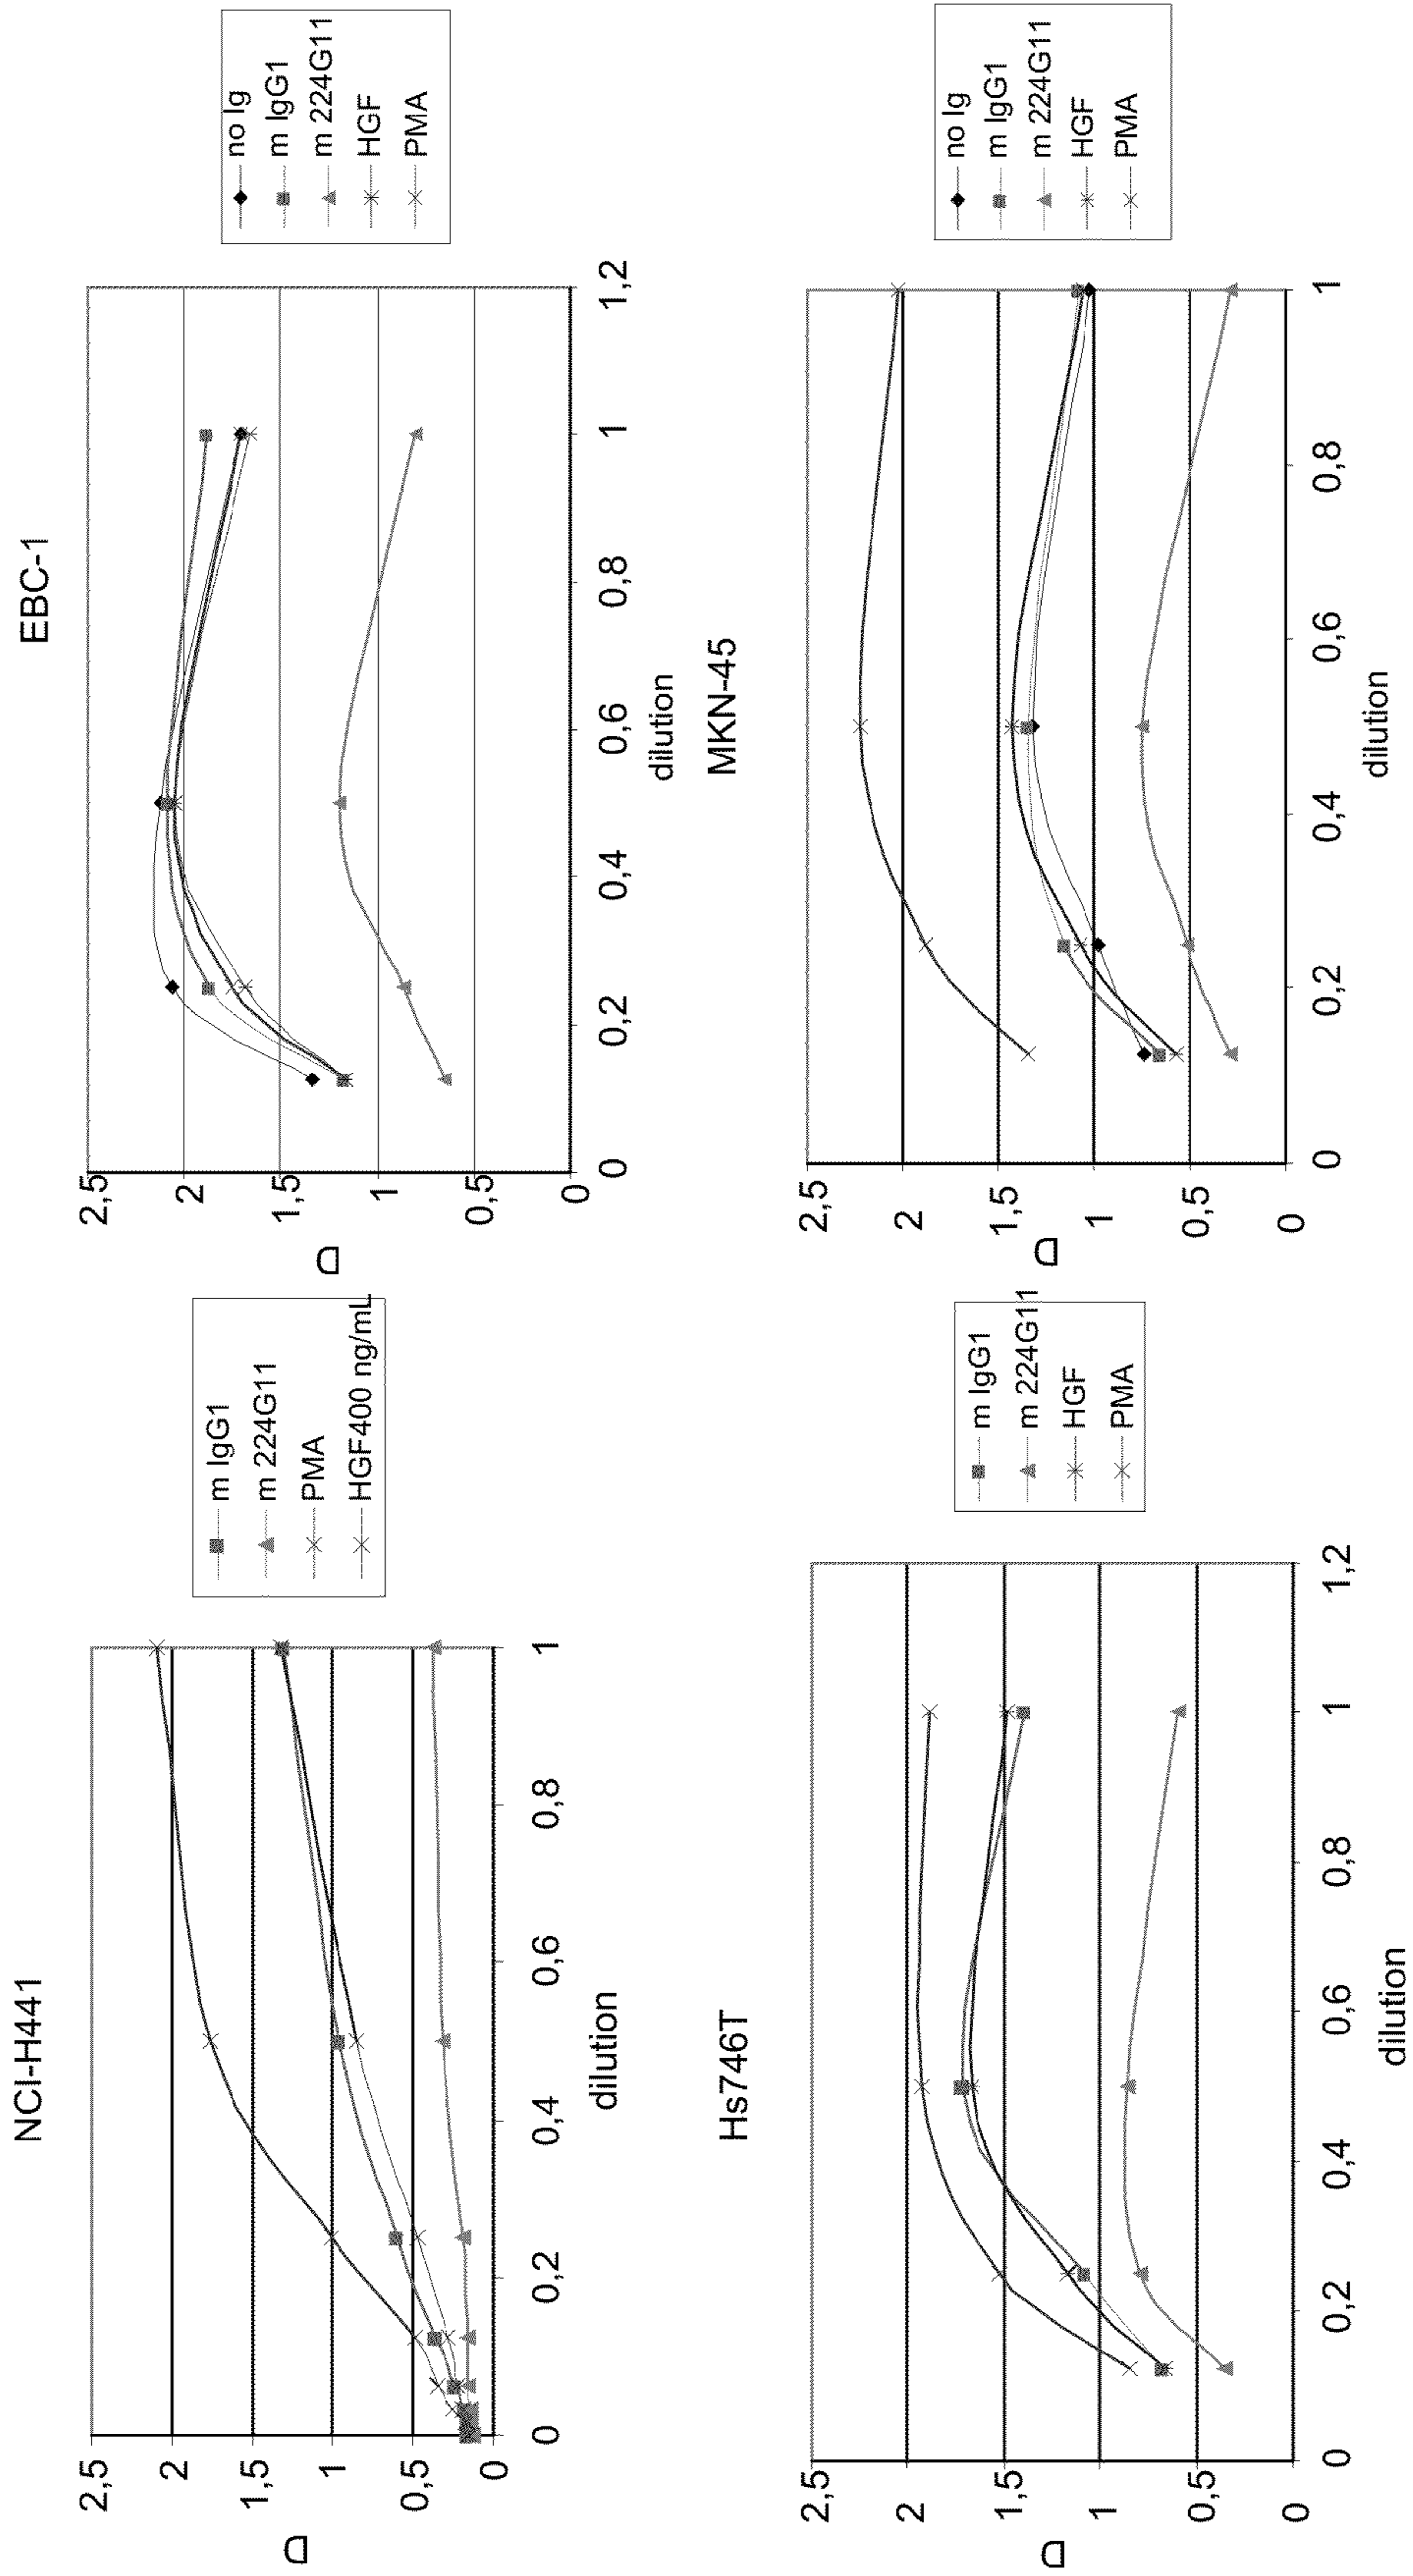 NCI-H441
2,5
2
1,5
1
0,5
0
D
0
0,2
0,4
0,6
0,8
1
dilution
m IgG1
m 224G11
PMA
HGF400 ng/mL
EBC-1
2,5
2
1,5
1
0,5
0
D
0
0,2
0,4
0,6
0,8
1
1,2
dilution
no Ig
m IgG1
m 224G11
HGF
PMA
Hs746T
2,5
2
1,5
1
0,5
0
D
0
0,2
0,4
0,6
0,8
1
1,2
dilution
m IgG1
m 224G11
HGF
PMA
MKN-45
2,5
2
1,5
1
0,5
0
D
0
0,2
0,4
0,6
0,8
1
dilution
no Ig
m IgG1
m 224G11
HGF
PMA